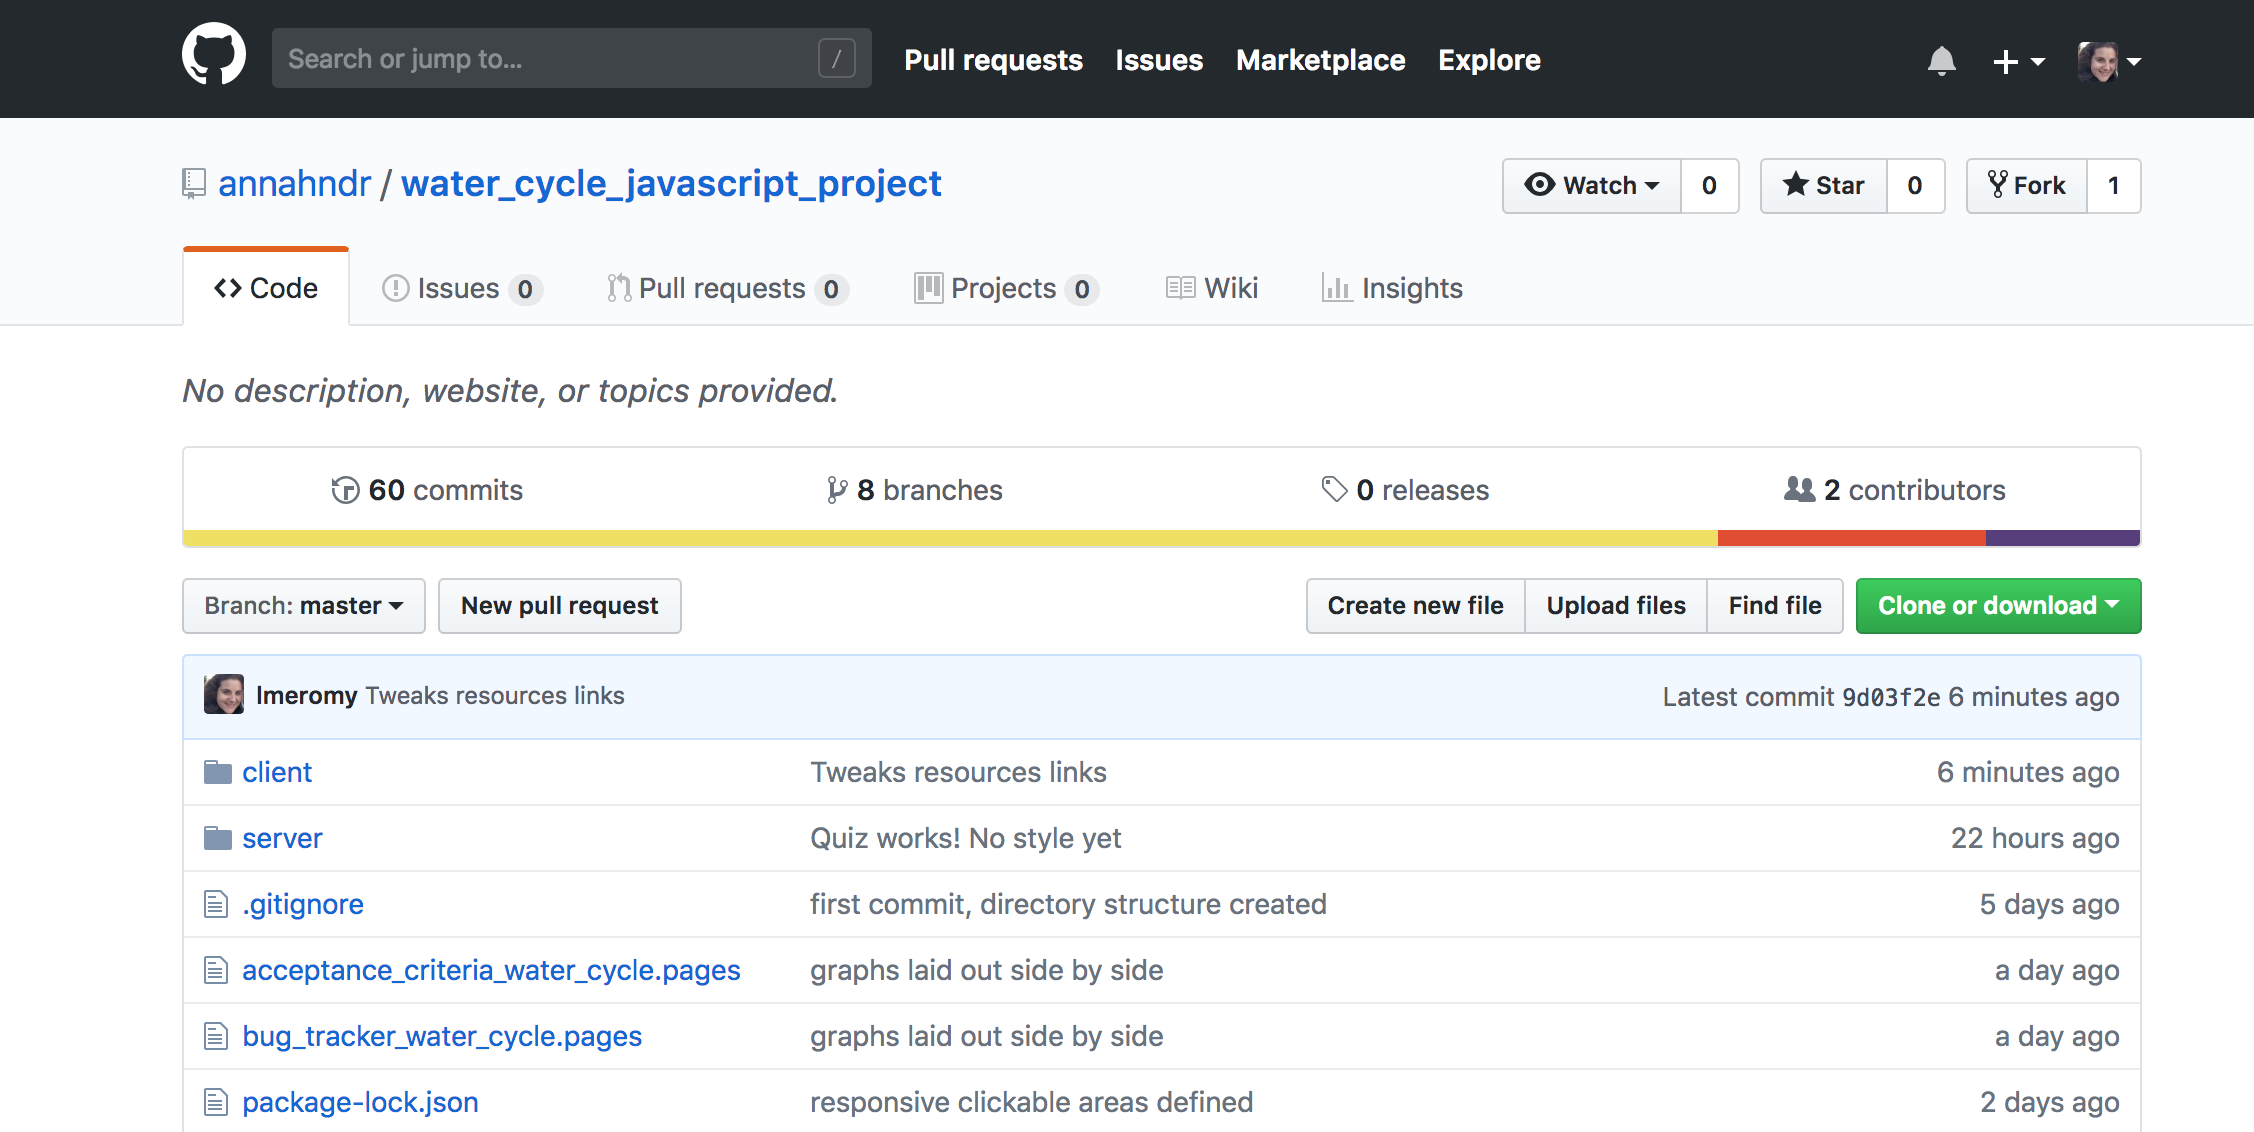 Search or jump to... /
Pull requests Issues Marketplace Explore
annahndr / water_cycle_javascript_project
Watch 0 Star 0 Fork 1
Code Issues 0 Pull requests 0 Projects 0 Wiki Insights
No description, website, or topics provided.
60 commits 8 branches 0 releases 2 contributors
Branch: master New pull request Create new file Upload files Find file Clone or download
lmeromy Tweaks resources links Latest commit 9d03f2e 6 minutes ago
client Tweaks resources links 6 minutes ago
server Quiz works! No style yet 22 hours ago
.gitignore first commit, directory structure created 5 days ago
acceptance_criteria_water_cycle.pages graphs laid out side by side a day ago
bug_tracker_water_cycle.pages graphs laid out side by side a day ago
package-lock.json responsive clickable areas defined 2 days ago